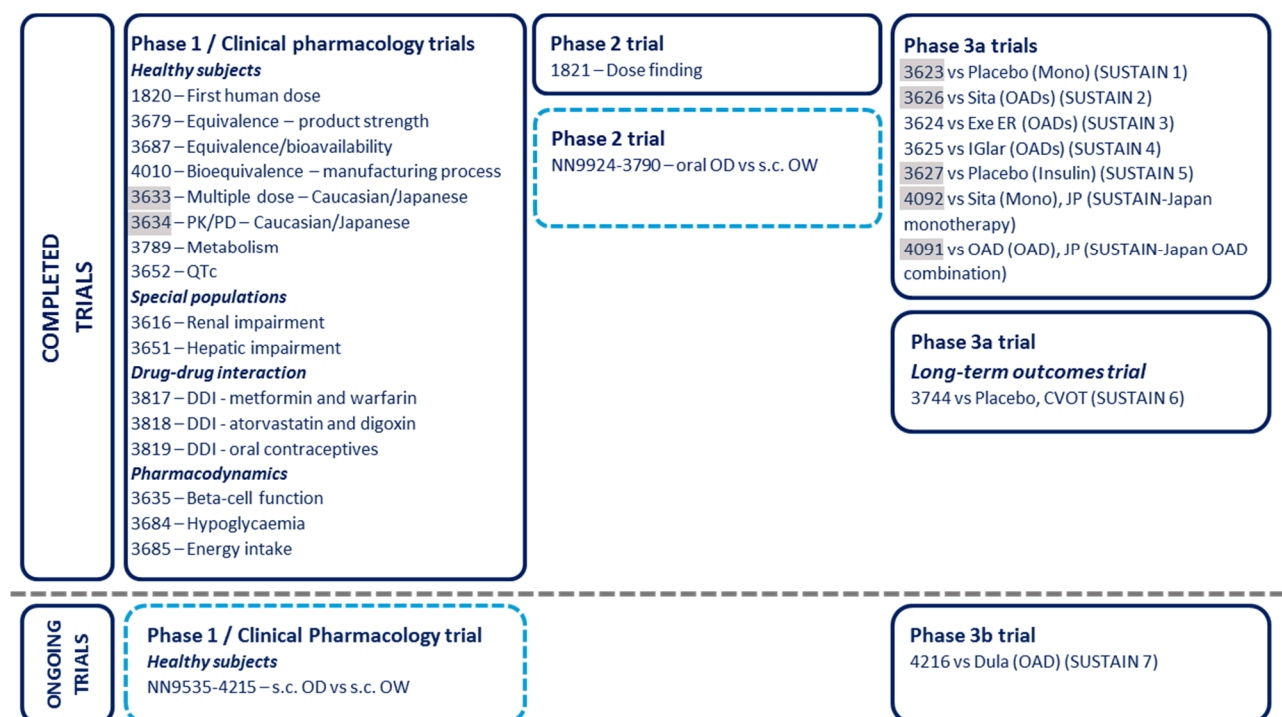 COMPLETED
TRIALS
Phase 1 / Clinical pharmacology trials
Healthy subjects
1820 – First human dose
3679 – Equivalence – product strength
3687 – Equivalence/bioavailability
4010 – Bioequivalence – manufacturing process
3633 – Multiple dose – Caucasian/Japanese
3634 – PK/PD – Caucasian/Japanese
3789 – Metabolism
3652 – QTc
Special populations
3616 – Renal impairment
3651 – Hepatic impairment
Drug-drug interaction
3817 – DDI - metformin and warfarin
3818 – DDI - atorvastatin and digoxin
3819 – DDI - oral contraceptives
Pharmacodynamics
3635 – Beta-cell function
3684 – Hypoglycaemia
3685 – Energy intake
Phase 2 trial
1821 – Dose finding
Phase 2 trial
NN9924-3790 – oral OD vs s.c. OW
Phase 3a trials
3623 vs Placebo (Mono) (SUSTAIN 1)
3626 vs Sita (OADs) (SUSTAIN 2)
3624 vs Exe ER (OADs) (SUSTAIN 3)
3625 vs IGlar (OADs) (SUSTAIN 4)
3627 vs Placebo (Insulin) (SUSTAIN 5)
4092 vs Sita (Mono), JP (SUSTAIN-Japan
monotherapy)
4091 vs OAD (OAD), JP (SUSTAIN-Japan OAD
combination)
Phase 3a trial
Long-term outcomes trial
3744 vs Placebo, CVOT (SUSTAIN 6)
ONGOING
TRIALS
Phase 1 / Clinical Pharmacology trial
Healthy subjects
NN9535-4215 – s.c. OD vs s.c. OW
Phase 3b trial
4216 vs Dula (OAD) (SUSTAIN 7)